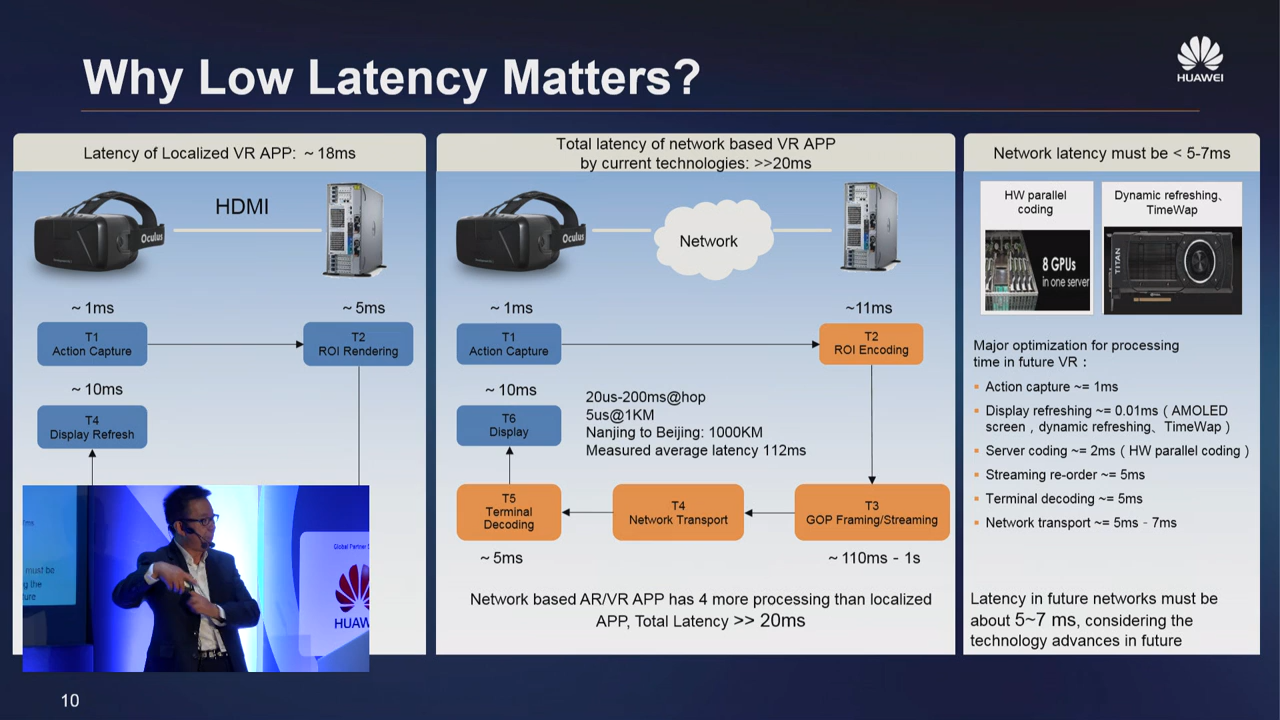 Why Low Latency Matters?
HUAWEI
Latency of Localized VR APP: ~ 18ms
HDMI
Oculus
~ 1ms
~ 5ms
T1
Action Capture
T2
ROI Rendering
~ 10ms
T4
Display Refresh
must be
g the
ure
Global Partner
HUAW
Total latency of network based VR APP
by current technologies: >>20ms
Oculus
Network
~ 1ms
~11ms
T1
Action Capture
T2
ROI Encoding
~ 10ms
T6
Display
20us-200ms@hop
5us@1KM
Nanjing to Beijing: 1000KM
Measured average latency 112ms
T5
Terminal
Decoding
T4
Network Transport
T3
GOP Framing/Streaming
~ 5ms
~ 110ms - 1s
Network based AR/VR APP has 4 more processing than localized
APP, Total Latency >> 20ms
Network latency must be < 5-7ms
HW parallel
coding
Dynamic refreshing、
TimeWap
8 GPUs
in one server
TITAN
Major optimization for processing
time in future VR：
Action capture ~= 1ms
Display refreshing ~= 0.01ms（AMOLED
screen，dynamic refreshing、TimeWap）
Server coding ~= 2ms（HW parallel coding）
Streaming re-order ~= 5ms
Terminal decoding ~= 5ms
Network transport ~= 5ms - 7ms
Latency in future networks must be
about 5~7 ms, considering the
technology advances in future
10